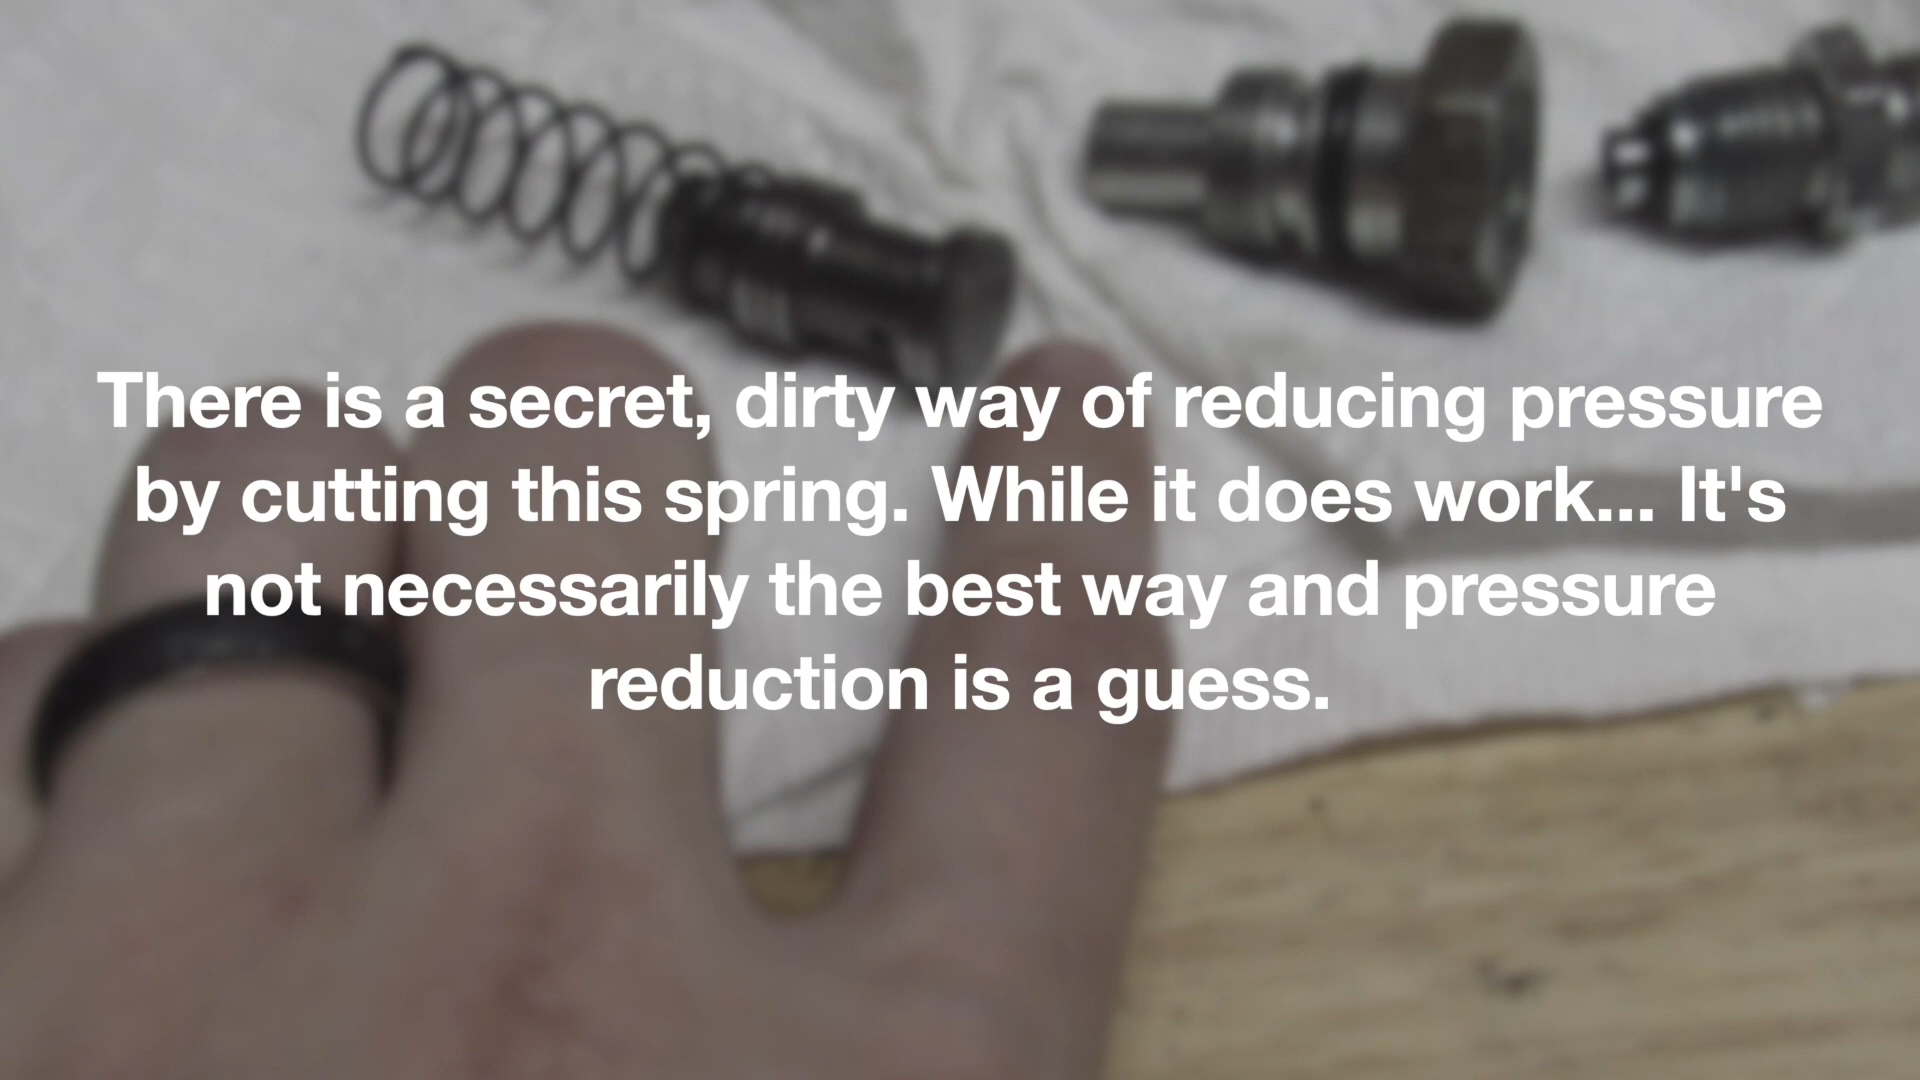 There is a secret, dirty way of reducing pressure
by cutting this spring. While it does work... It's
not necessarily the best way and pressure
reduction is a guess.